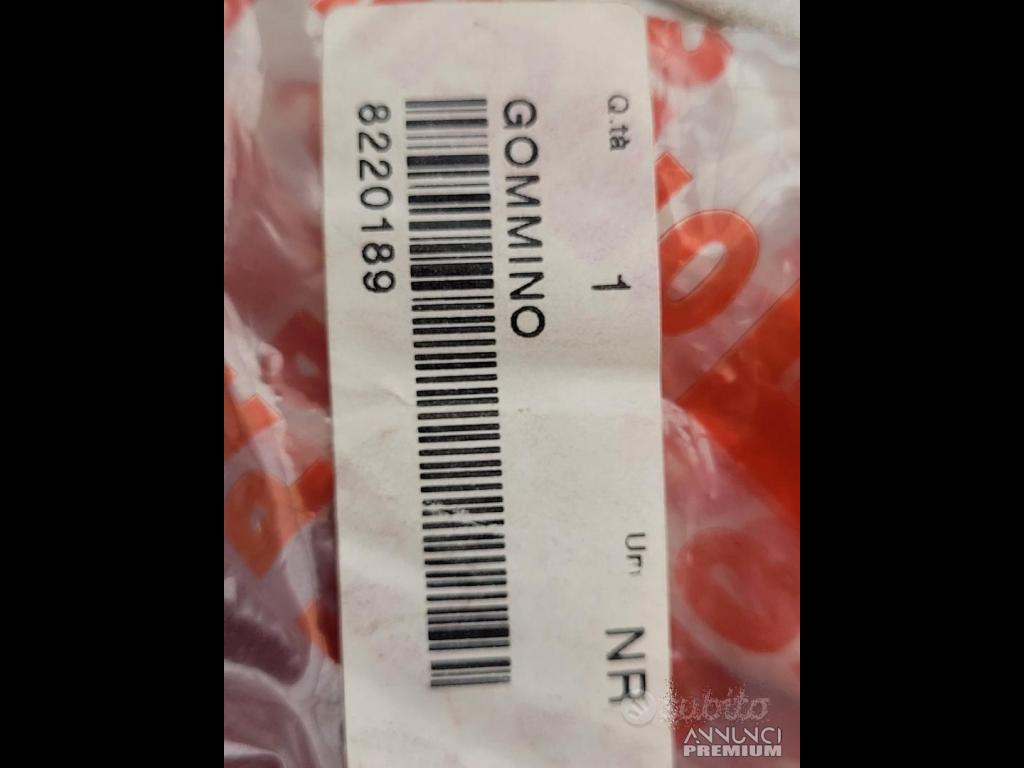 Q.tà 1 Um NR
GOMMINO
8220189
subito
ANNUNCI
PREMIUM